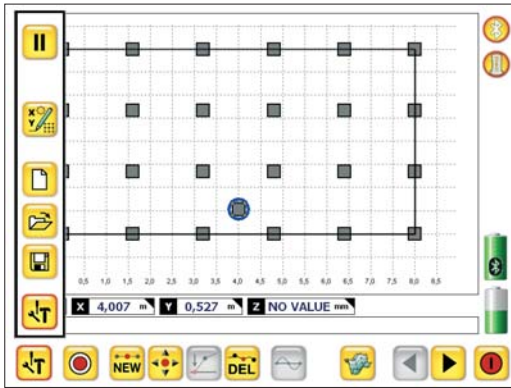 X
Y
0,5 1,0 1,5 2,0 2,5 3,0 3,5 4,0 4,5 5,0 5,5 6,0 6,5 7,0 7,5 8,0 8,5
T X 4,007 m Y 0,527 m Z NO VALUE mm
T NEW DEL